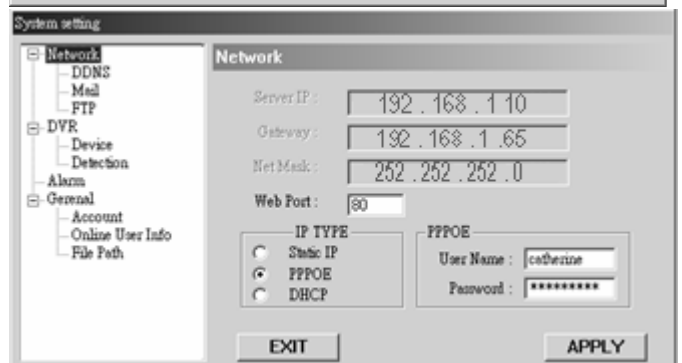 System setting
Network
DDNS
Mail
FTP
DVR
Device
Detection
Alarm
Gerenal
Account
Online User Info
File Path
Network
Server IP : 192 . 168 . 1 10
Gateway : 192 . 168 . 1 .65
Net Mask : 252 . 252 . 252 . 0
Web Port : 80
IP TYPE
Static IP
PPPOE
DHCP
PPPOE
User Name : catherine
Password : *********
EXIT
APPLY